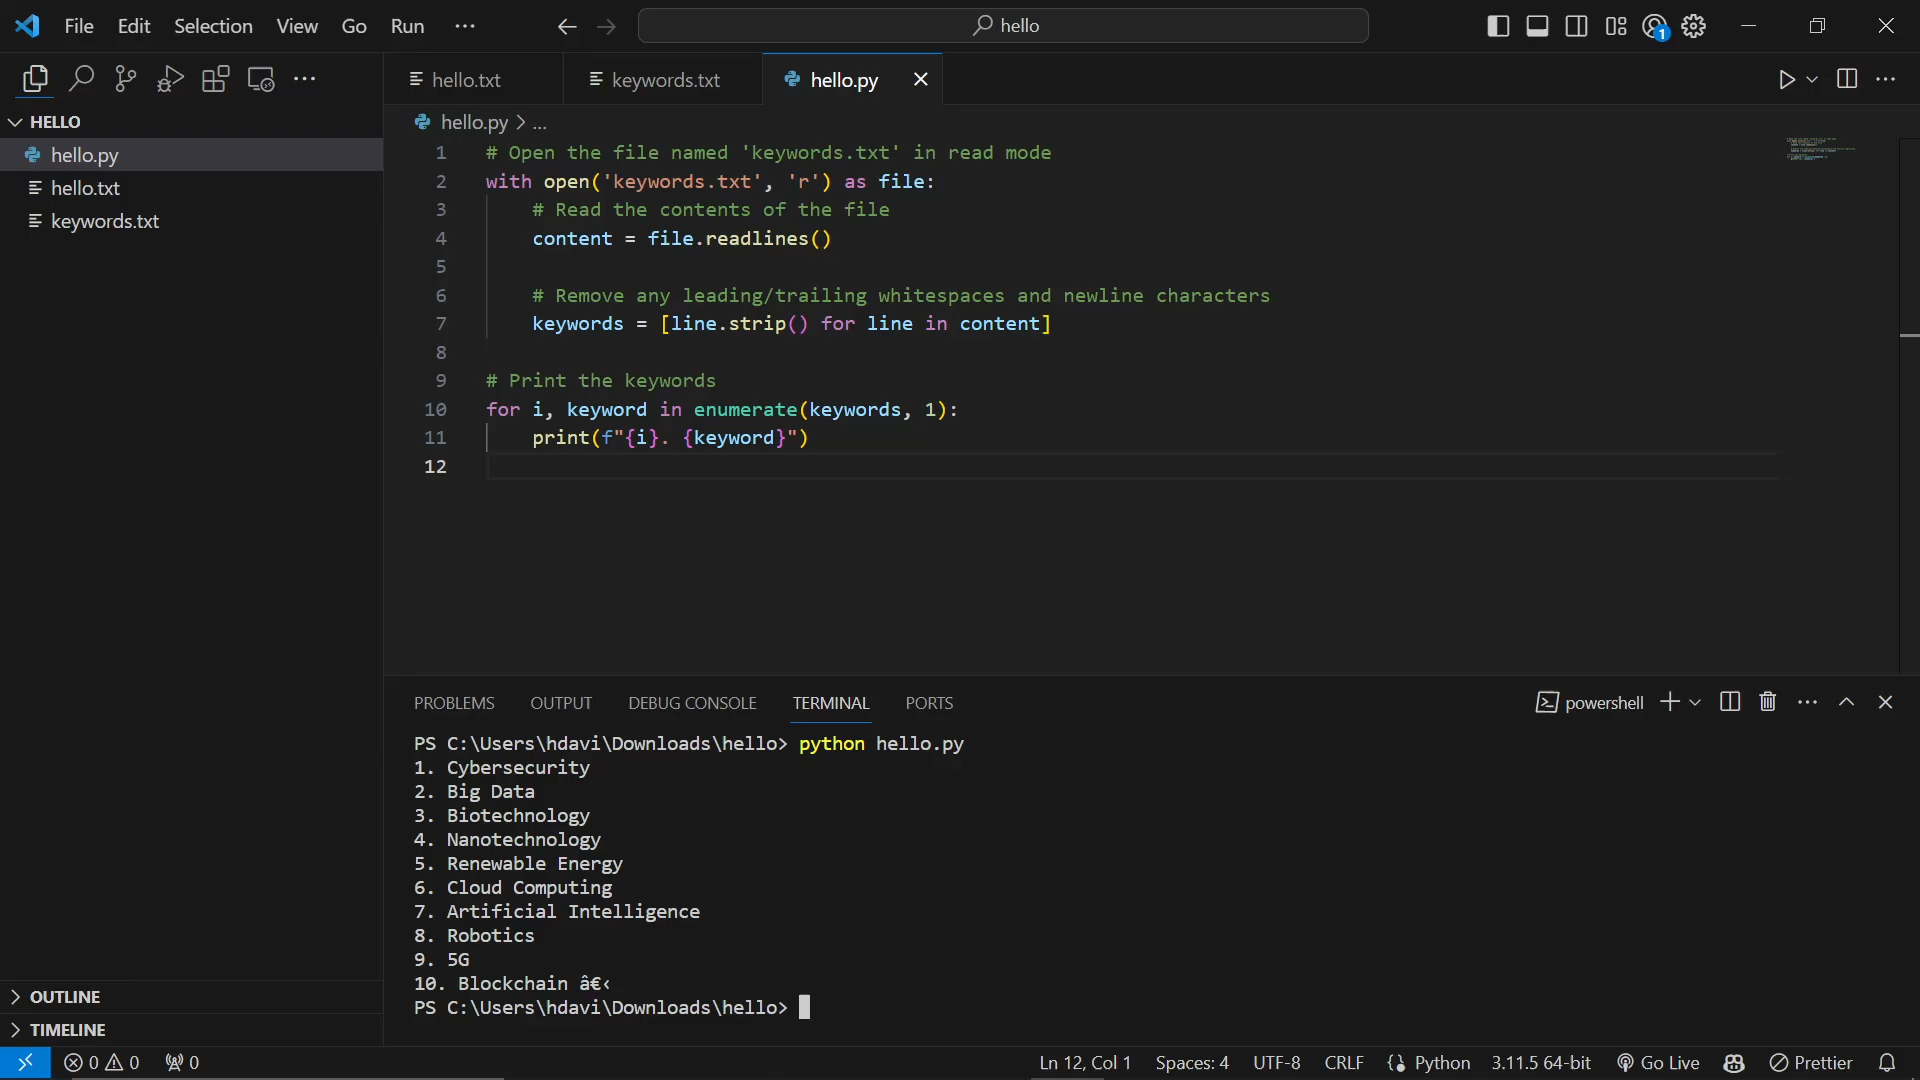 File Edit Selection View Go Run ··· hello 1
hello.txt keywords.txt hello.py
HELLO
hello.py
hello.txt
keywords.txt
hello.py > ...
1 # Open the file named 'keywords.txt' in read mode
2 with open('keywords.txt', 'r') as file:
3 # Read the contents of the file
4 content = file.readlines()
5
6 # Remove any leading/trailing whitespaces and newline characters
7 keywords = [line.strip() for line in content]
8
9 # Print the keywords
10 for i, keyword in enumerate(keywords, 1):
11 print(f"{i}. {keyword}")
12
PROBLEMS OUTPUT DEBUG CONSOLE TERMINAL PORTS powershell
PS C:\Users\hdavi\Downloads\hello> python hello.py
1. Cybersecurity
2. Big Data
3. Biotechnology
4. Nanotechnology
5. Renewable Energy
6. Cloud Computing
7. Artificial Intelligence
8. Robotics
9. 5G
10. Blockchain â€‹
PS C:\Users\hdavi\Downloads\hello>
OUTLINE
TIMELINE
0 0 0 Ln 12, Col 1 Spaces: 4 UTF-8 CRLF Python 3.11.5 64-bit Go Live Prettier